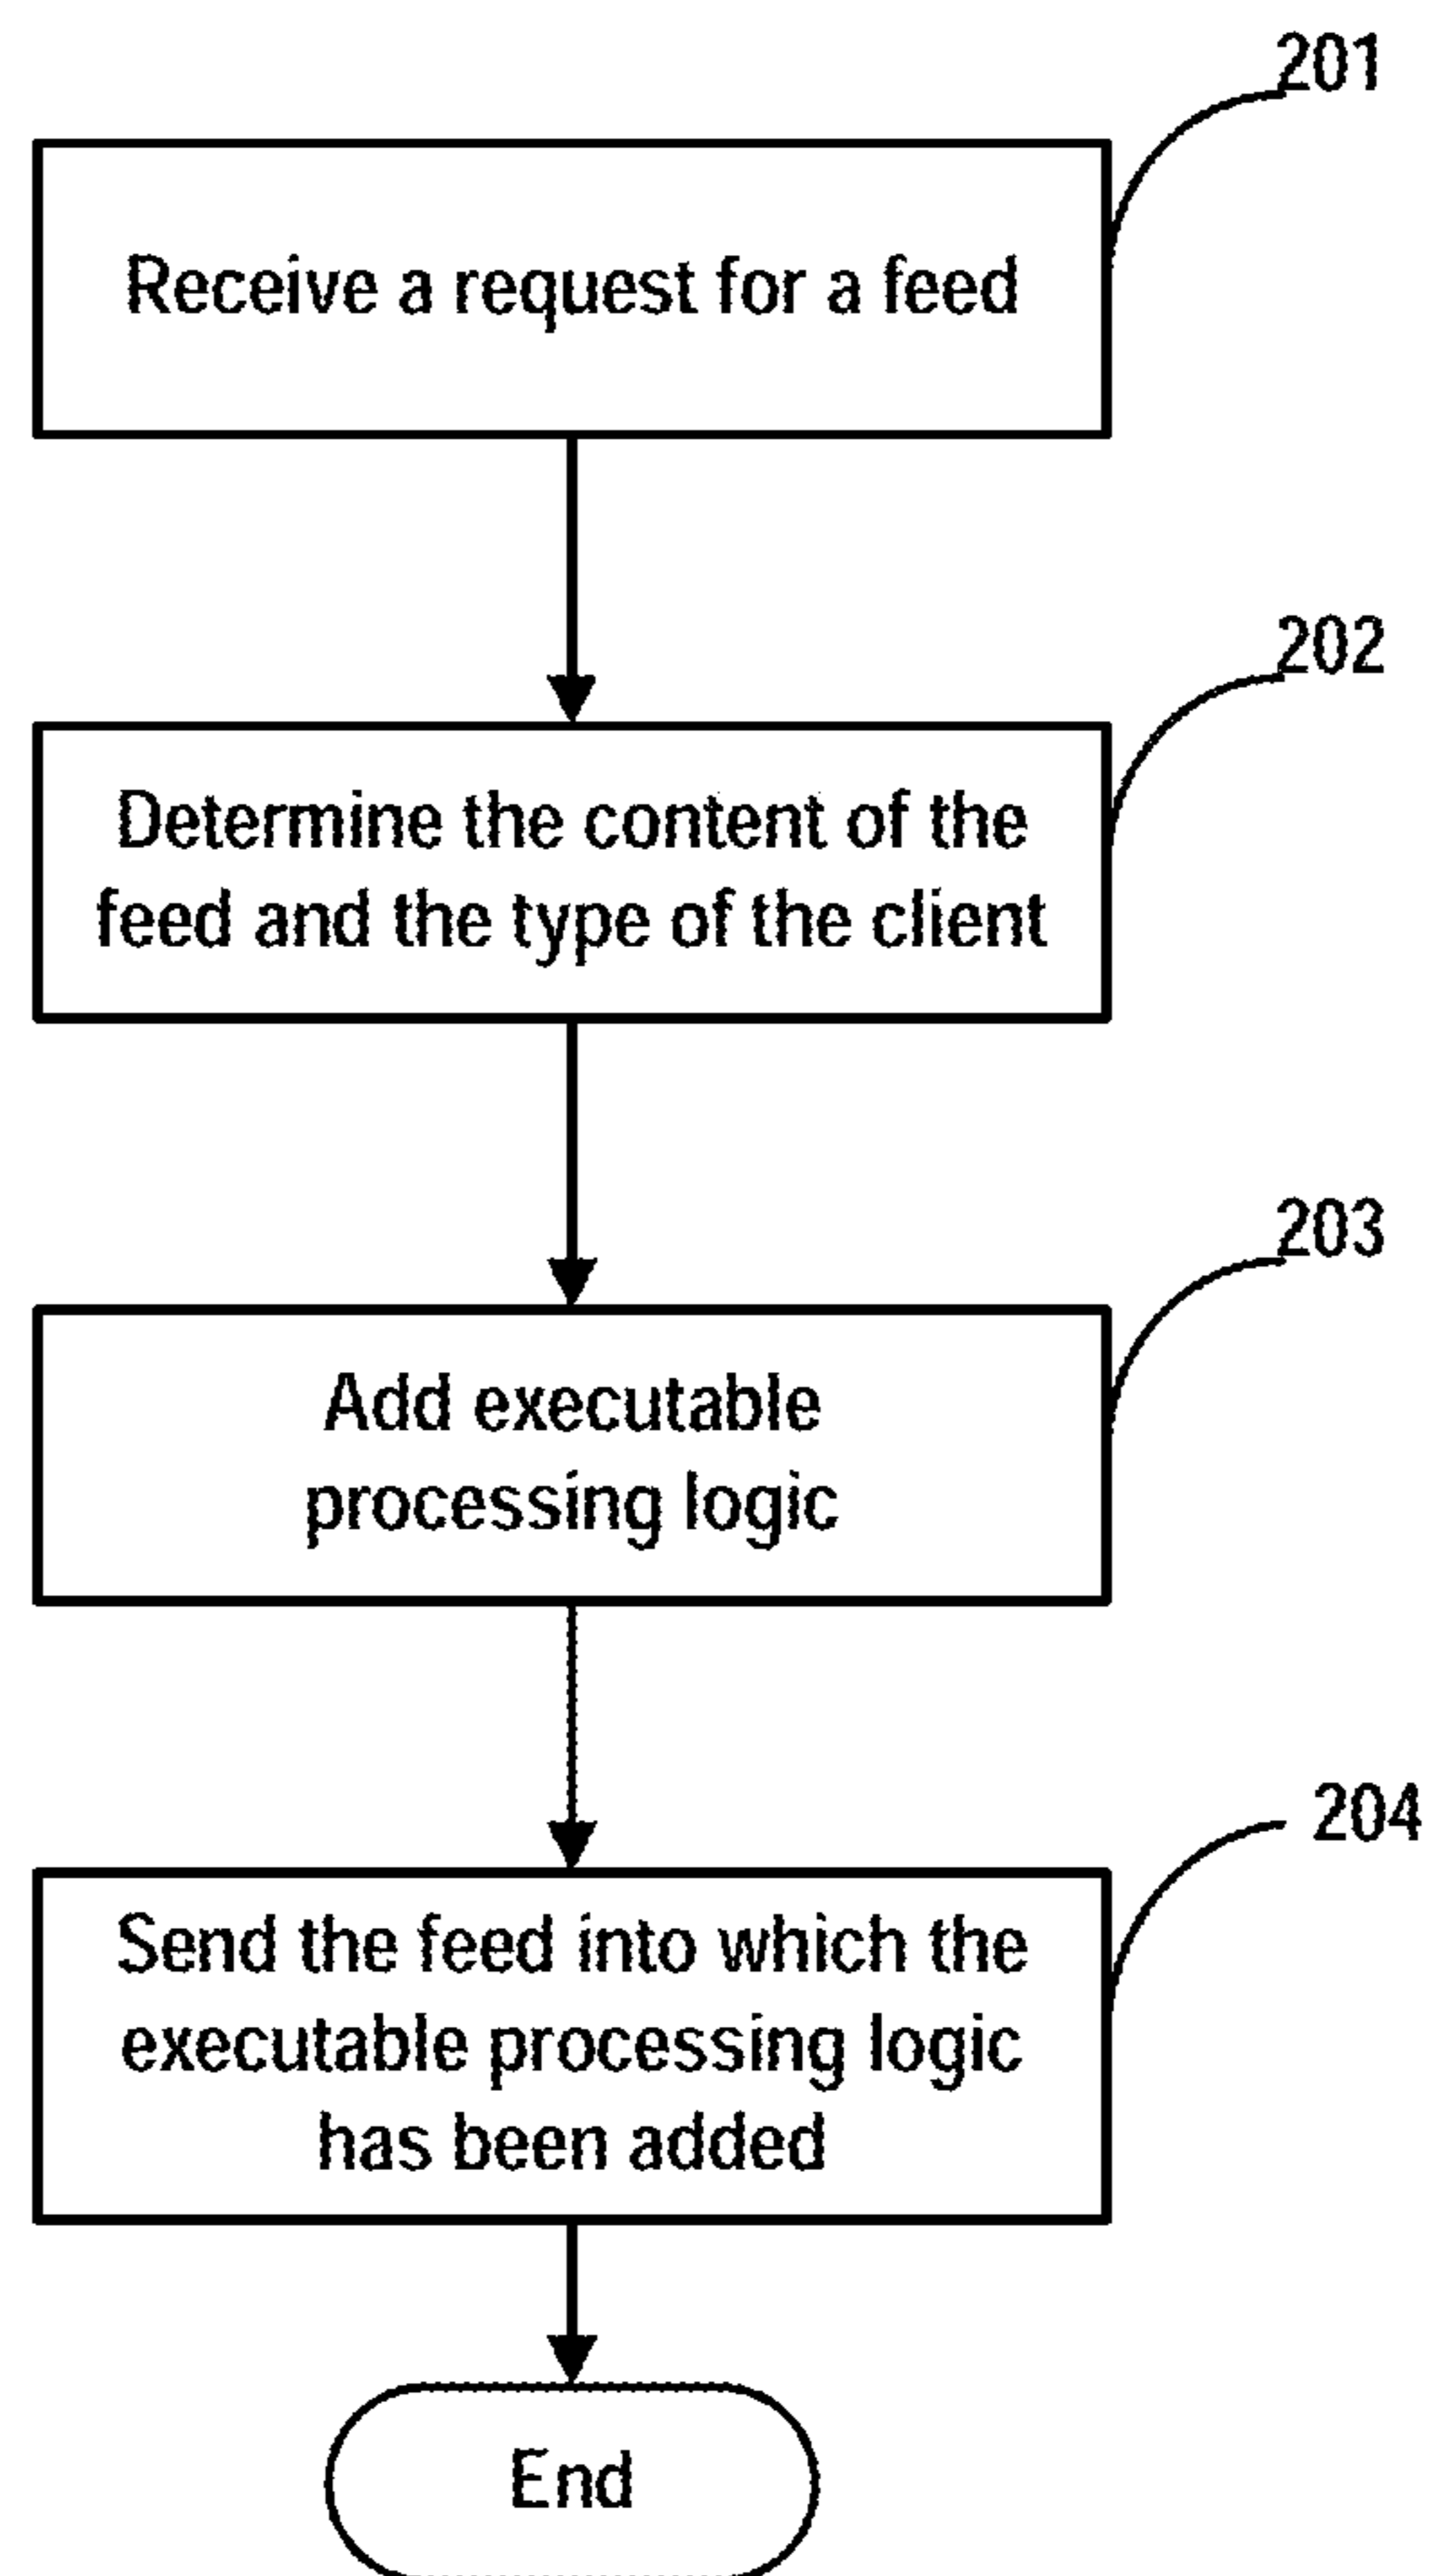 201
Receive a request for a feed
202
Determine the content of the
feed and the type of the client
203
Add executable
processing logic
204
Send the feed into which the
executable processing logic
has been added
End